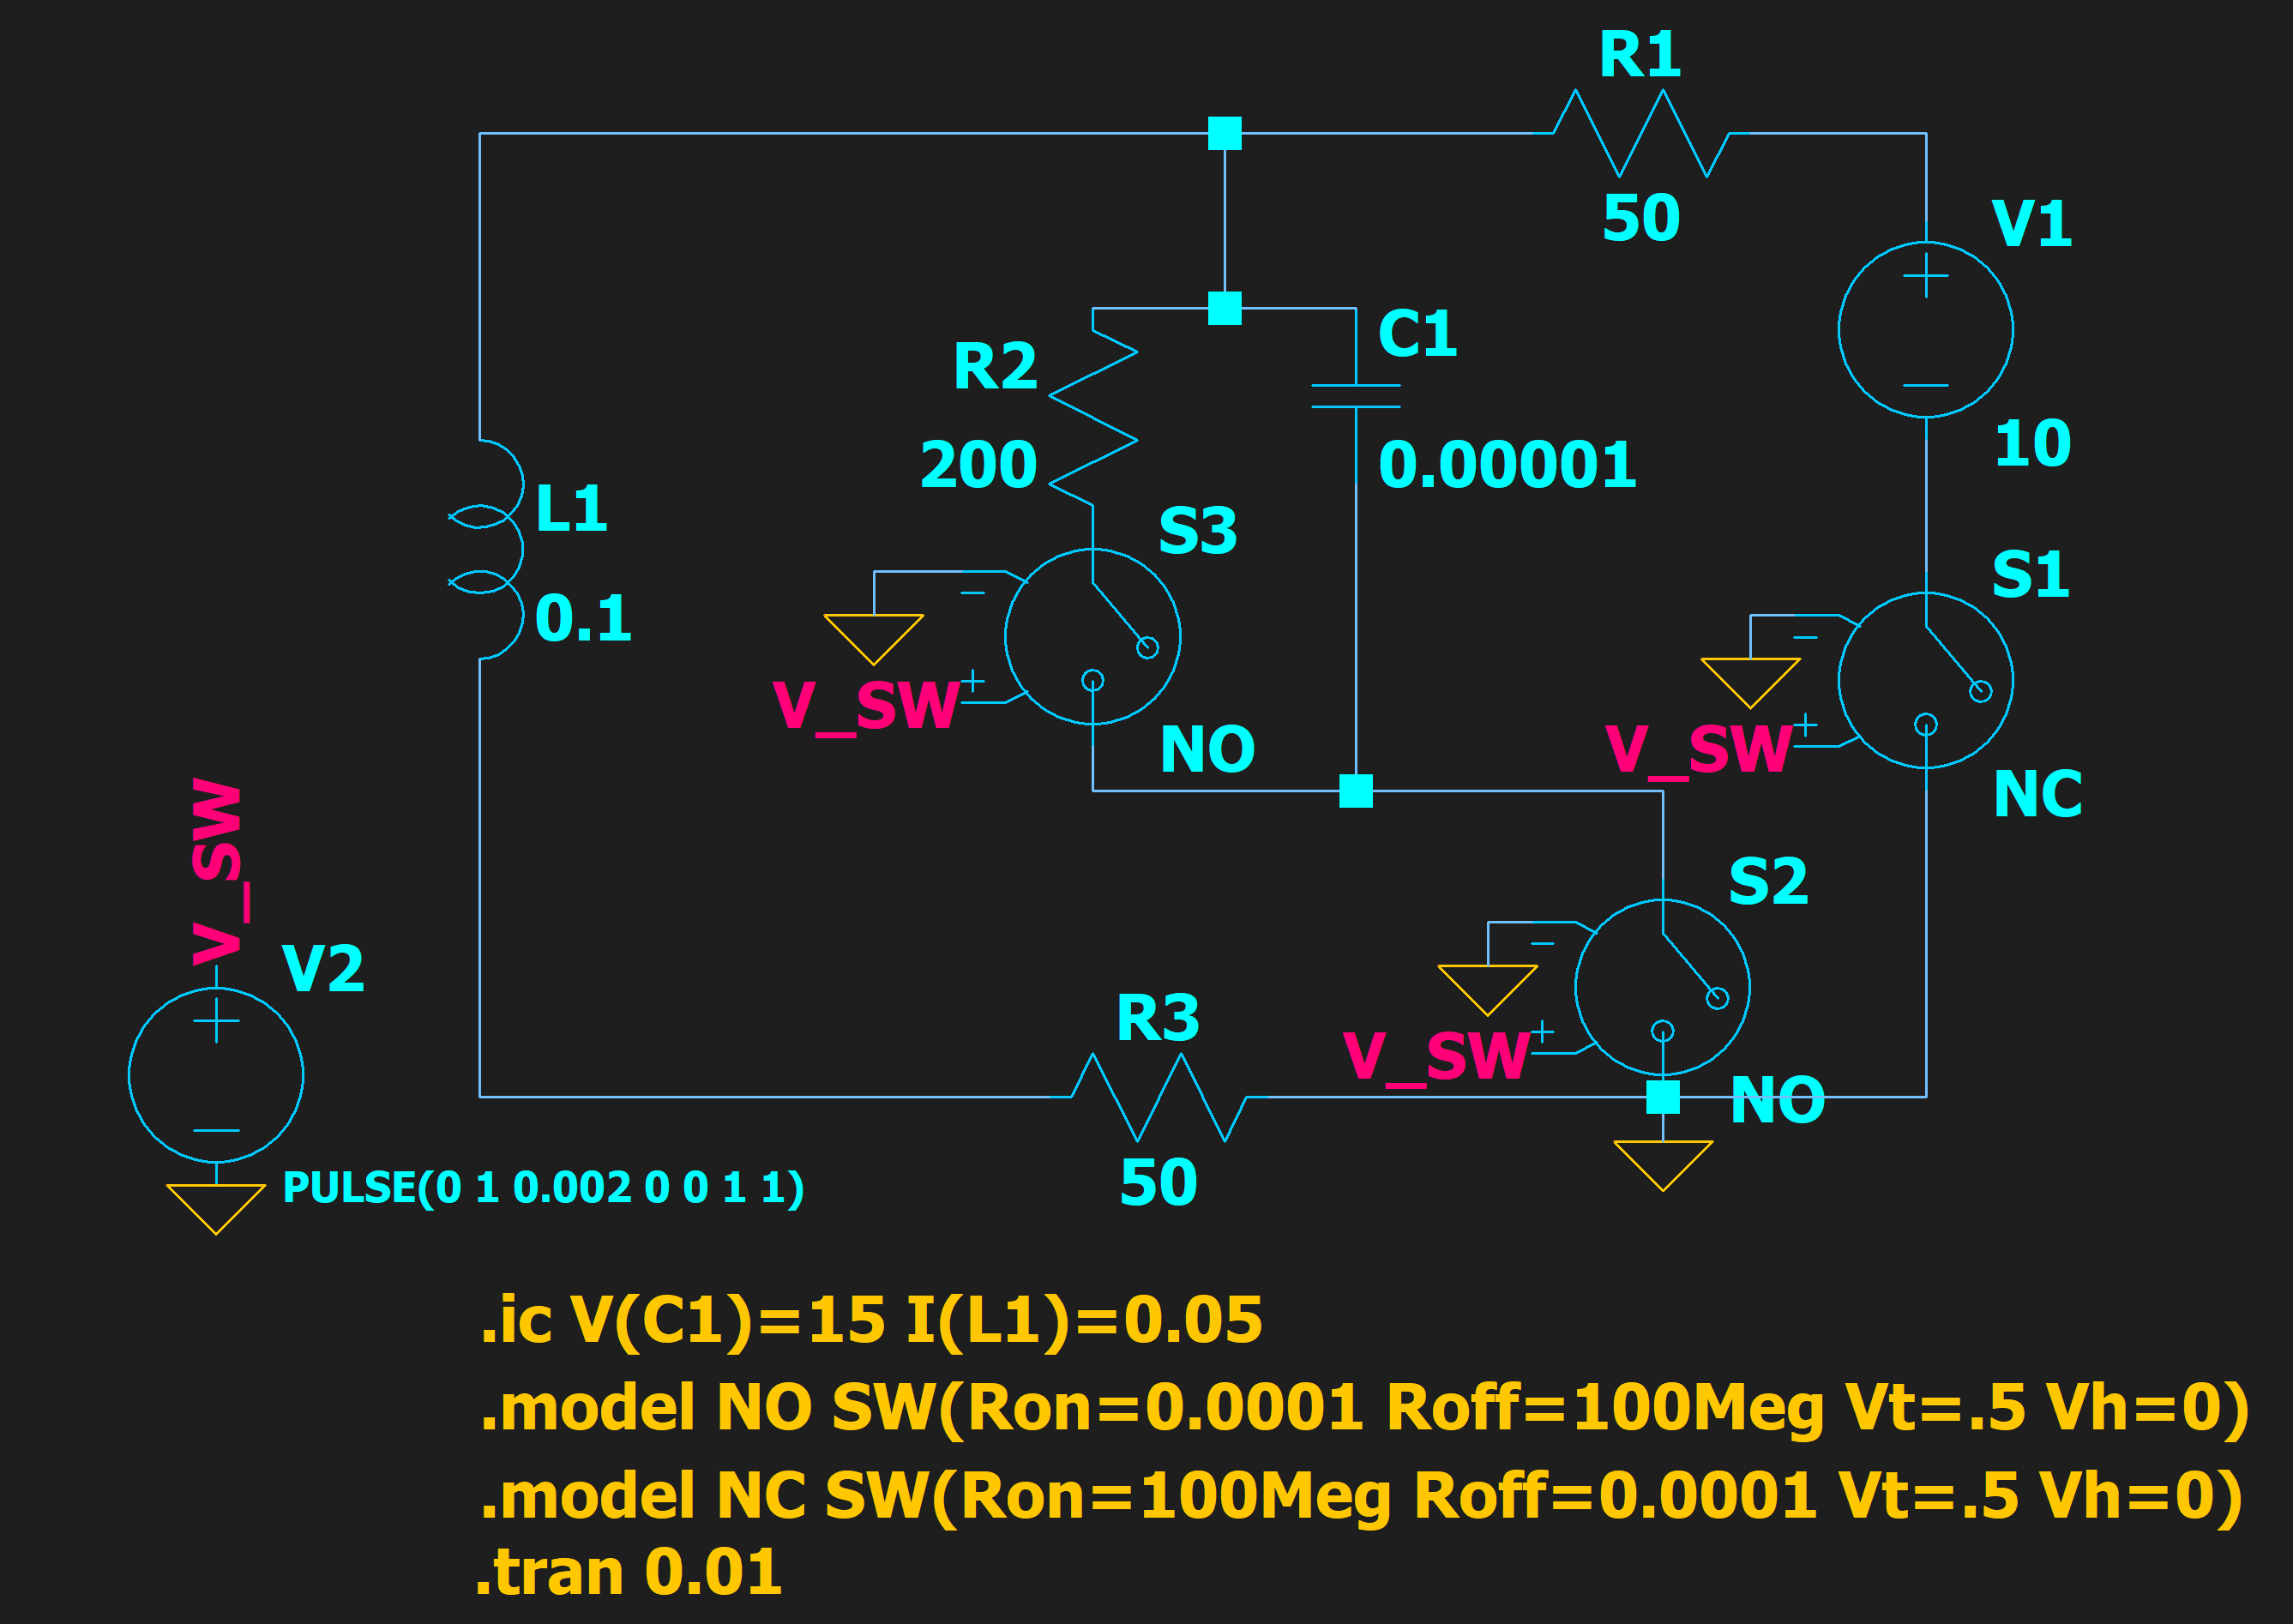 R1
50
V1
10
R2
200
C1
0.00001
S3
NO
V_SW
L1
0.1
S1
NC
V_SW
S2
NO
V_SW
V_SW
V2
PULSE(0 1 0.002 0 0 1 1)
R3
50
.ic V(C1)=15 I(L1)=0.05
.model NO SW(Ron=0.0001 Roff=100Meg Vt=.5 Vh=0)
.model NC SW(Ron=100Meg Roff=0.0001 Vt=.5 Vh=0)
.tran 0.01